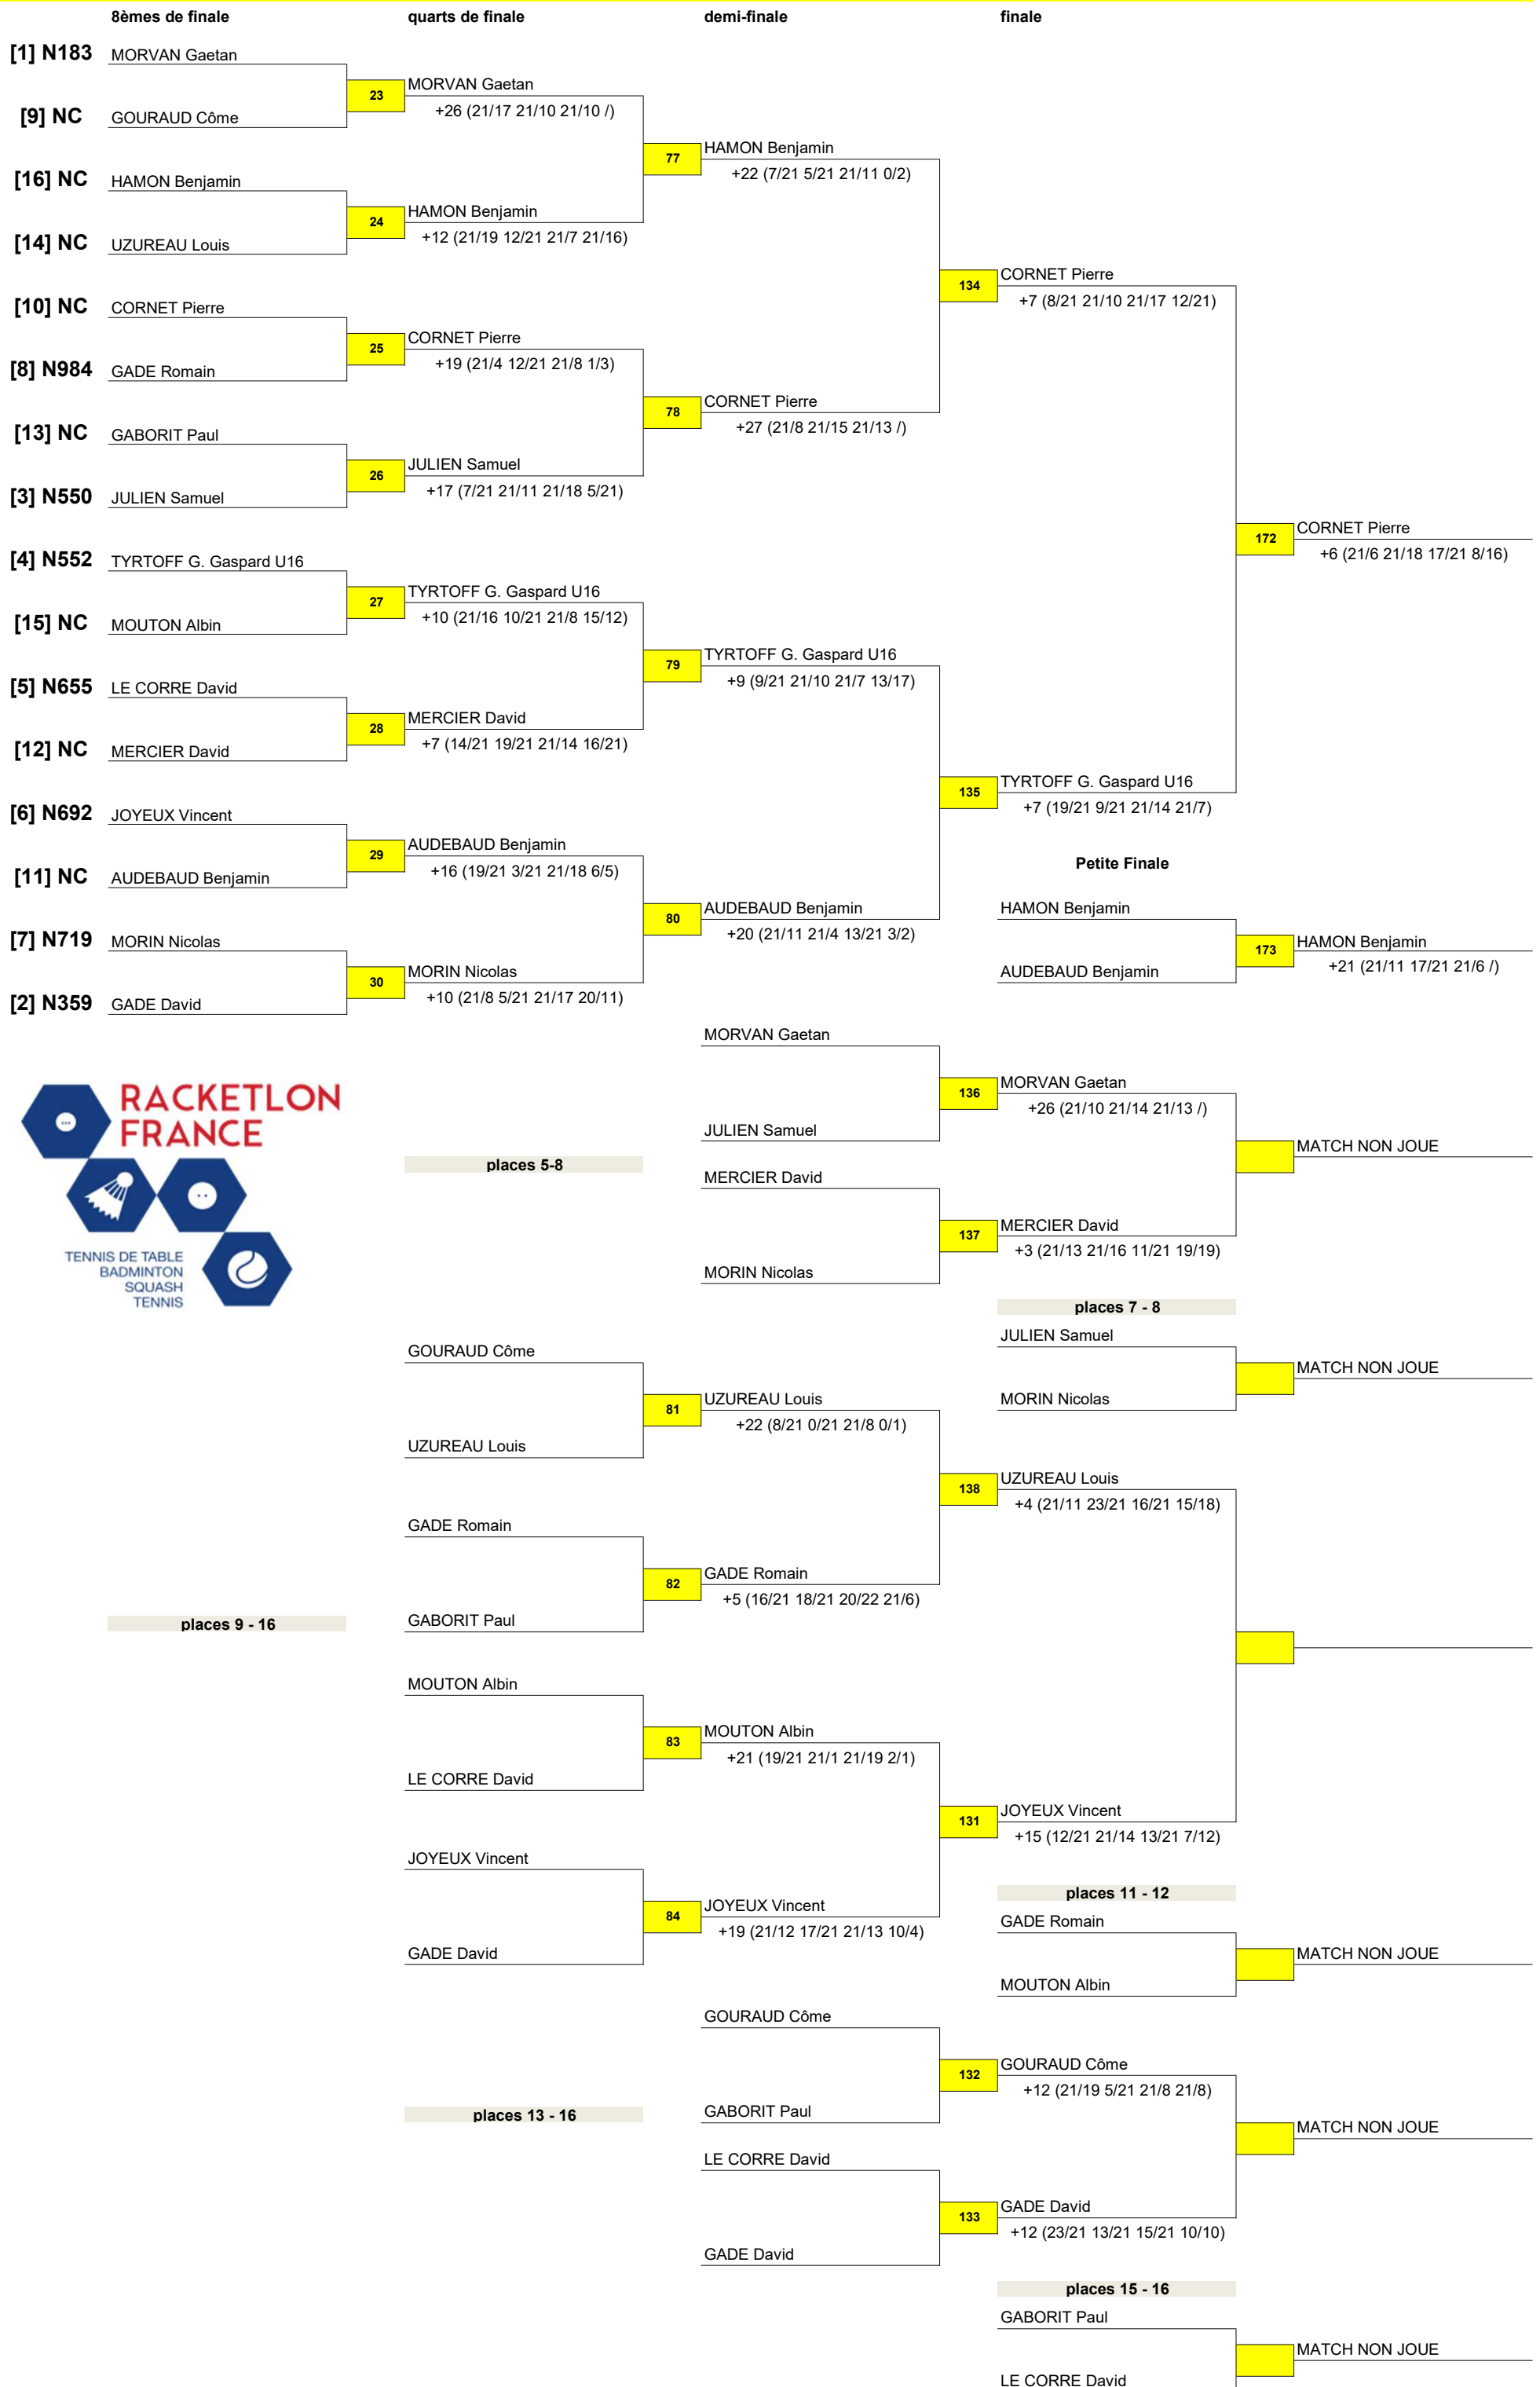 8èmes de finale quarts de finale demi-finale finale
[1] N183 MORVAN Gaetan
23 MORVAN Gaetan
+26 (21/17 21/10 21/10 /)
[9] NC GOURAUD Côme
77 HAMON Benjamin
+22 (7/21 5/21 21/11 0/2)
[16] NC HAMON Benjamin
24 HAMON Benjamin
+12 (21/19 12/21 21/7 21/16)
[14] NC UZUREAU Louis
134 CORNET Pierre
+7 (8/21 21/10 21/17 12/21)
[10] NC CORNET Pierre
25 CORNET Pierre
+19 (21/4 12/21 21/8 1/3)
[8] N984 GADE Romain
78 CORNET Pierre
+27 (21/8 21/15 21/13 /)
[13] NC GABORIT Paul
26 JULIEN Samuel
+17 (7/21 21/11 21/18 5/21)
[3] N550 JULIEN Samuel
172 CORNET Pierre
+6 (21/6 21/18 17/21 8/16)
[4] N552 TYRTOFF G. Gaspard U16
27 TYRTOFF G. Gaspard U16
+10 (21/16 10/21 21/8 15/12)
[15] NC MOUTON Albin
79 TYRTOFF G. Gaspard U16
+9 (9/21 21/10 21/7 13/17)
[5] N655 LE CORRE David
28 MERCIER David
+7 (14/21 19/21 21/14 16/21)
[12] NC MERCIER David
135 TYRTOFF G. Gaspard U16
+7 (19/21 9/21 21/14 21/7)
[6] N692 JOYEUX Vincent
29 AUDEBAUD Benjamin
+16 (19/21 3/21 21/18 6/5)
Petite Finale
[11] NC AUDEBAUD Benjamin
80 AUDEBAUD Benjamin
+20 (21/11 21/4 13/21 3/2)
HAMON Benjamin
[7] N719 MORIN Nicolas
173 HAMON Benjamin
+21 (21/11 17/21 21/6 /)
30 MORIN Nicolas
+10 (21/8 5/21 21/17 20/11)
AUDEBAUD Benjamin
[2] N359 GADE David
MORVAN Gaetan
136 MORVAN Gaetan
+26 (21/10 21/14 21/13 /)
RACKETLON
FRANCE
JULIEN Samuel
MATCH NON JOUE
places 5-8
MERCIER David
137 MERCIER David
+3 (21/13 21/16 11/21 19/19)
TENNIS DE TABLE
BADMINTON
SQUASH
TENNIS
MORIN Nicolas
places 7 - 8
JULIEN Samuel
GOURAUD Côme
MATCH NON JOUE
81 UZUREAU Louis
+22 (8/21 0/21 21/8 0/1)
MORIN Nicolas
UZUREAU Louis
138 UZUREAU Louis
+4 (21/11 23/21 16/21 15/18)
GADE Romain
82 GADE Romain
+5 (16/21 18/21 20/22 21/6)
GABORIT Paul
places 9 - 16
MOUTON Albin
83 MOUTON Albin
+21 (19/21 21/1 21/19 2/1)
LE CORRE David
131 JOYEUX Vincent
+15 (12/21 21/14 13/21 7/12)
JOYEUX Vincent
places 11 - 12
84 JOYEUX Vincent
+19 (21/12 17/21 21/13 10/4)
GADE Romain
GADE David
MATCH NON JOUE
MOUTON Albin
GOURAUD Côme
132 GOURAUD Côme
+12 (21/19 5/21 21/8 21/8)
places 13 - 16
GABORIT Paul
MATCH NON JOUE
LE CORRE David
133 GADE David
+12 (23/21 13/21 15/21 10/10)
GADE David
places 15 - 16
GABORIT Paul
MATCH NON JOUE
LE CORRE David